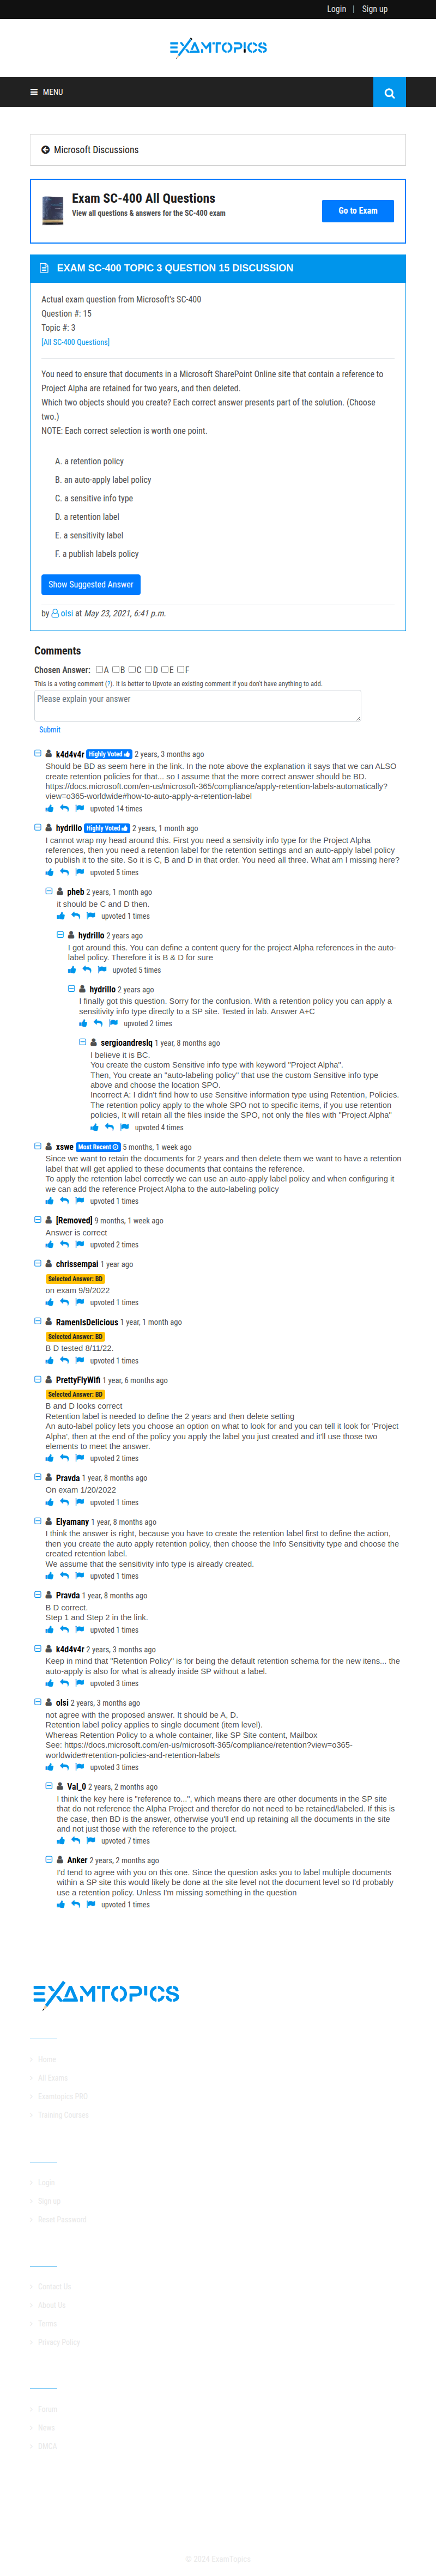 Login | Sign up
EXAMTOPICS
MENU
Microsoft Discussions
Exam SC-400 All Questions
View all questions & answers for the SC-400 exam
Go to Exam
EXAM SC-400 TOPIC 3 QUESTION 15 DISCUSSION
Actual exam question from Microsoft's SC-400
Question #: 15
Topic #: 3
[All SC-400 Questions]
You need to ensure that documents in a Microsoft SharePoint Online site that contain a reference to
Project Alpha are retained for two years, and then deleted.
Which two objects should you create? Each correct answer presents part of the solution. (Choose
two.)
NOTE: Each correct selection is worth one point.
A. a retention policy
B. an auto-apply label policy
C. a sensitive info type
D. a retention label
E. a sensitivity label
F. a publish labels policy
Show Suggested Answer
by olsi at May 23, 2021, 6:41 p.m.
Comments
Chosen Answer: A B C D E F
This is a voting comment (?). It is better to Upvote an existing comment if you don't have anything to add.
Please explain your answer
Submit
k4d4v4r Highly Voted 2 years, 3 months ago
Should be BD as seem here in the link. In the note above the explanation it says that we can ALSO
create retention policies for that... so I assume that the more correct answer should be BD.
https://docs.microsoft.com/en-us/microsoft-365/compliance/apply-retention-labels-automatically?
view=o365-worldwide#how-to-auto-apply-a-retention-label
upvoted 14 times
hydrillo Highly Voted 2 years, 1 month ago
I cannot wrap my head around this. First you need a sensivity info type for the Project Alpha
references, then you need a retention label for the retention settings and an auto-apply label policy
to publish it to the site. So it is C, B and D in that order. You need all three. What am I missing here?
upvoted 5 times
pheb 2 years, 1 month ago
it should be C and D then.
upvoted 1 times
hydrillo 2 years ago
I got around this. You can define a content query for the project Alpha references in the auto-
label policy. Therefore it is B & D for sure
upvoted 5 times
hydrillo 2 years ago
I finally got this question. Sorry for the confusion. With a retention policy you can apply a
sensitivity info type directly to a SP site. Tested in lab. Answer A+C
upvoted 2 times
sergioandreslq 1 year, 8 months ago
I believe it is BC.
You create the custom Sensitive info type with keyword "Project Alpha".
Then, You create an "auto-labeling policy" that use the custom Sensitive info type
above and choose the location SPO.
Incorrect A: I didn't find how to use Sensitive information type using Retention, Policies.
The retention policy apply to the whole SPO not to specific items, if you use retention
policies, It will retain all the files inside the SPO, not only the files with "Project Alpha"
upvoted 4 times
xswe Most Recent 5 months, 1 week ago
Since we want to retain the documents for 2 years and then delete them we want to have a retention
label that will get applied to these documents that contains the reference.
To apply the retention label correctly we can use an auto-label policy and when configuring it
we can add the reference Project Alpha to the auto-labeling policy
upvoted 1 times
[Removed] 9 months, 1 week ago
Answer is correct
upvoted 2 times
chrissempai 1 year ago
Selected Answer: BD
on exam 9/9/2022
upvoted 1 times
RamenIsDelicious 1 year, 1 month ago
Selected Answer: BD
B D tested 8/11/22.
upvoted 1 times
PrettyFlyWifi 1 year, 6 months ago
Selected Answer: BD
B and D looks correct
Retention label is needed to define the 2 years and then delete setting
An auto-label policy lets you choose an option on what to look for and you can tell it look for 'Project
Alpha', then at the end of the policy you apply the label you just created and it'll use those two
elements to meet the answer.
upvoted 2 times
Pravda 1 year, 8 months ago
On exam 1/20/2022
upvoted 1 times
Elyamany 1 year, 8 months ago
I think the answer is right, because you have to create the retention label first to define the action,
then you create the auto apply retention policy, then choose the Info Sensitivity type and choose the
created retention label.
We assume that the sensitivity info type is already created.
upvoted 1 times
Pravda 1 year, 8 months ago
B D correct.
Step 1 and Step 2 in the link.
upvoted 1 times
k4d4v4r 2 years, 3 months ago
Keep in mind that "Retention Policy" is for being the default retention schema for the new itens... the
auto-apply is also for what is already inside SP without a label.
upvoted 3 times
olsi 2 years, 3 months ago
not agree with the proposed answer. It should be A, D.
Retention label policy applies to single document (item level).
Whereas Retention Policy to a whole container, like SP Site content, Mailbox
See: https://docs.microsoft.com/en-us/microsoft-365/compliance/retention?view=o365-
worldwide#retention-policies-and-retention-labels
upvoted 3 times
Val_0 2 years, 2 months ago
I think the key here is "reference to...", which means there are other documents in the SP site
that do not reference the Alpha Project and therefor do not need to be retained/labeled. If this is
the case, then BD is the answer, otherwise you'll end up retaining all the documents in the site
and not just those with the reference to the project.
upvoted 7 times
Anker 2 years, 2 months ago
I'd tend to agree with you on this one. Since the question asks you to label multiple documents
within a SP site this would likely be done at the site level not the document level so I'd probably
use a retention policy. Unless I'm missing something in the question
upvoted 1 times
EXAMTOPICS
Home
All Exams
Examtopics PRO
Training Courses
Login
Sign up
Reset Password
Contact Us
About Us
Terms
Privacy Policy
Forum
News
DMCA
© 2024 ExamTopics